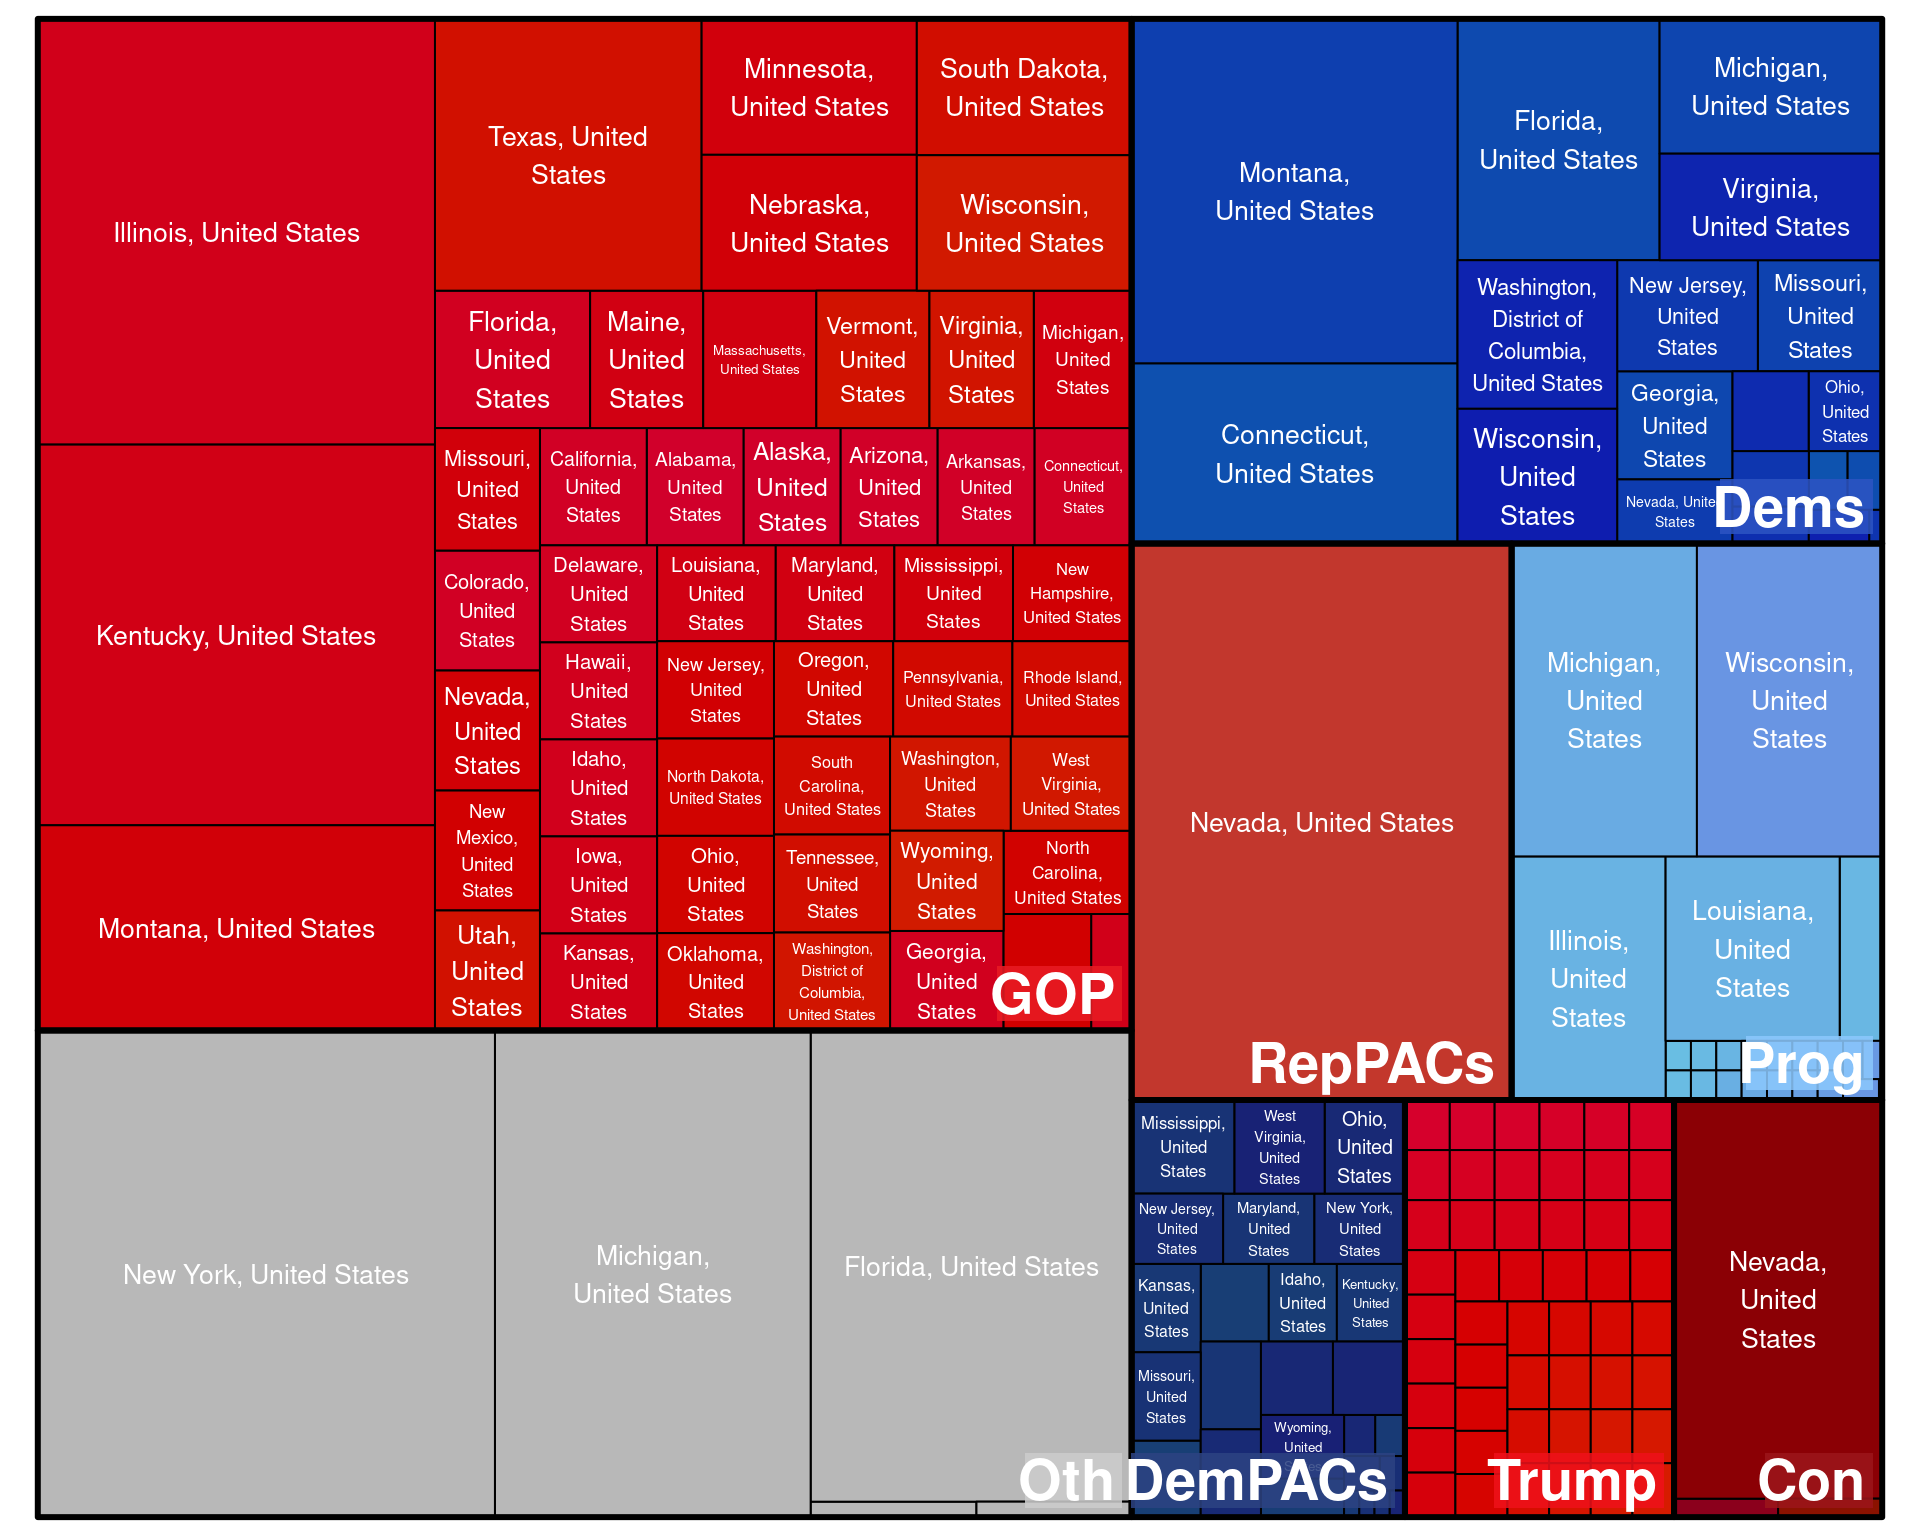 Illinois, United States
Kentucky, United States
Montana, United States
Texas, United
States
Minnesota,
United States
South Dakota,
United States
Nebraska,
United States
Wisconsin,
United States
Florida,
United
States
Maine,
United
States
Massachusetts,
United States
Vermont,
United
States
Virginia,
United
States
Michigan,
United
States
Missouri,
United
States
California,
United
States
Alabama,
United
States
Alaska,
United
States
Arizona,
United
States
Arkansas,
United
States
Connecticut,
United
States
Colorado,
United
States
Delaware,
United
States
Louisiana,
United
States
Maryland,
United
States
Mississippi,
United
States
New
Hampshire,
United States
Nevada,
United
States
Hawaii,
United
States
New Jersey,
United
States
Oregon,
United
States
Pennsylvania,
United States
Rhode Island,
United States
New
Mexico,
United
States
Idaho,
United
States
North Dakota,
United States
South
Carolina,
United States
Washington,
United
States
West
Virginia,
United States
Utah,
United
States
Iowa,
United
States
Ohio,
United
States
Tennessee,
United
States
Wyoming,
United
States
North
Carolina,
United States
Kansas,
United
States
Oklahoma,
United
States
Washington,
District of
Columbia,
United States
Georgia,
United
States
GOP
Montana,
United States
Connecticut,
United States
Florida,
United States
Michigan,
United States
Virginia,
United States
Washington,
District of
Columbia,
United States
Wisconsin,
United
States
New Jersey,
United
States
Missouri,
United
States
Georgia,
United
States
Ohio,
United
States
Nevada, United
States
Dems
Nevada, United States
RepPACs
Michigan,
United
States
Wisconsin,
United
States
Illinois,
United
States
Louisiana,
United
States
Prog
New York, United States
Michigan,
United States
Florida, United States
Oth
Mississippi,
United
States
West
Virginia,
United
States
Ohio,
United
States
New Jersey,
United
States
Maryland,
United
States
New York,
United
States
Kansas,
United
States
Idaho,
United
States
Kentucky,
United
States
Missouri,
United
States
Wyoming,
United
DemPACs
Trump
Nevada,
United
States
Con